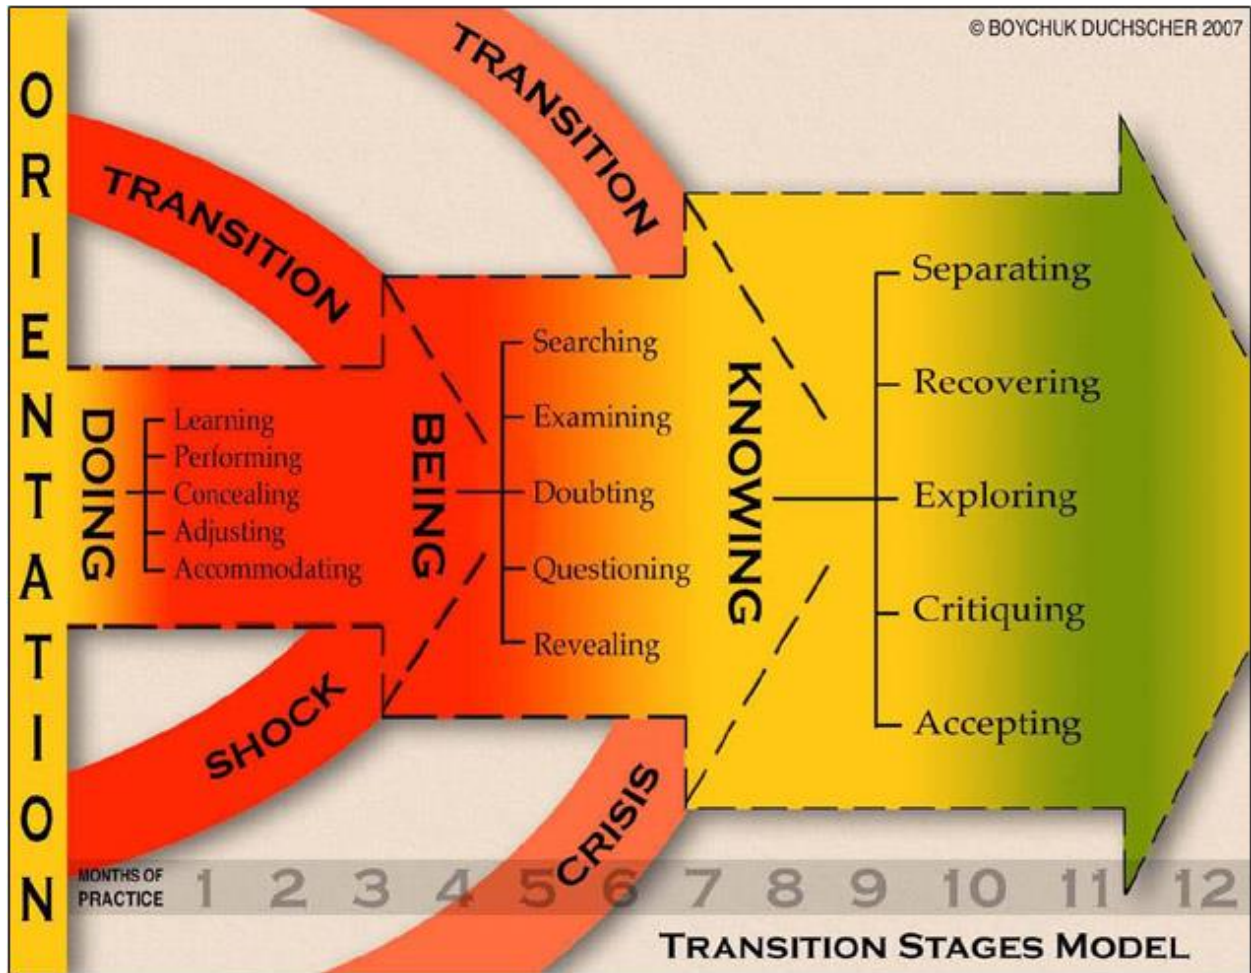 © BOYCHUK DUCHSCHER 2007
ORIENTATION
TRANSITION
TRANSITION
DOING
Learning
Performing
Concealing
Adjusting
Accommodating
BEING
Searching
Examining
Doubting
Questioning
Revealing
KNOWING
Separating
Recovering
Exploring
Critiquing
Accepting
SHOCK
CRISIS
MONTHS OF
PRACTICE
1 2 3 4 5 6 7 8 9 10 11 12
TRANSITION STAGES MODEL